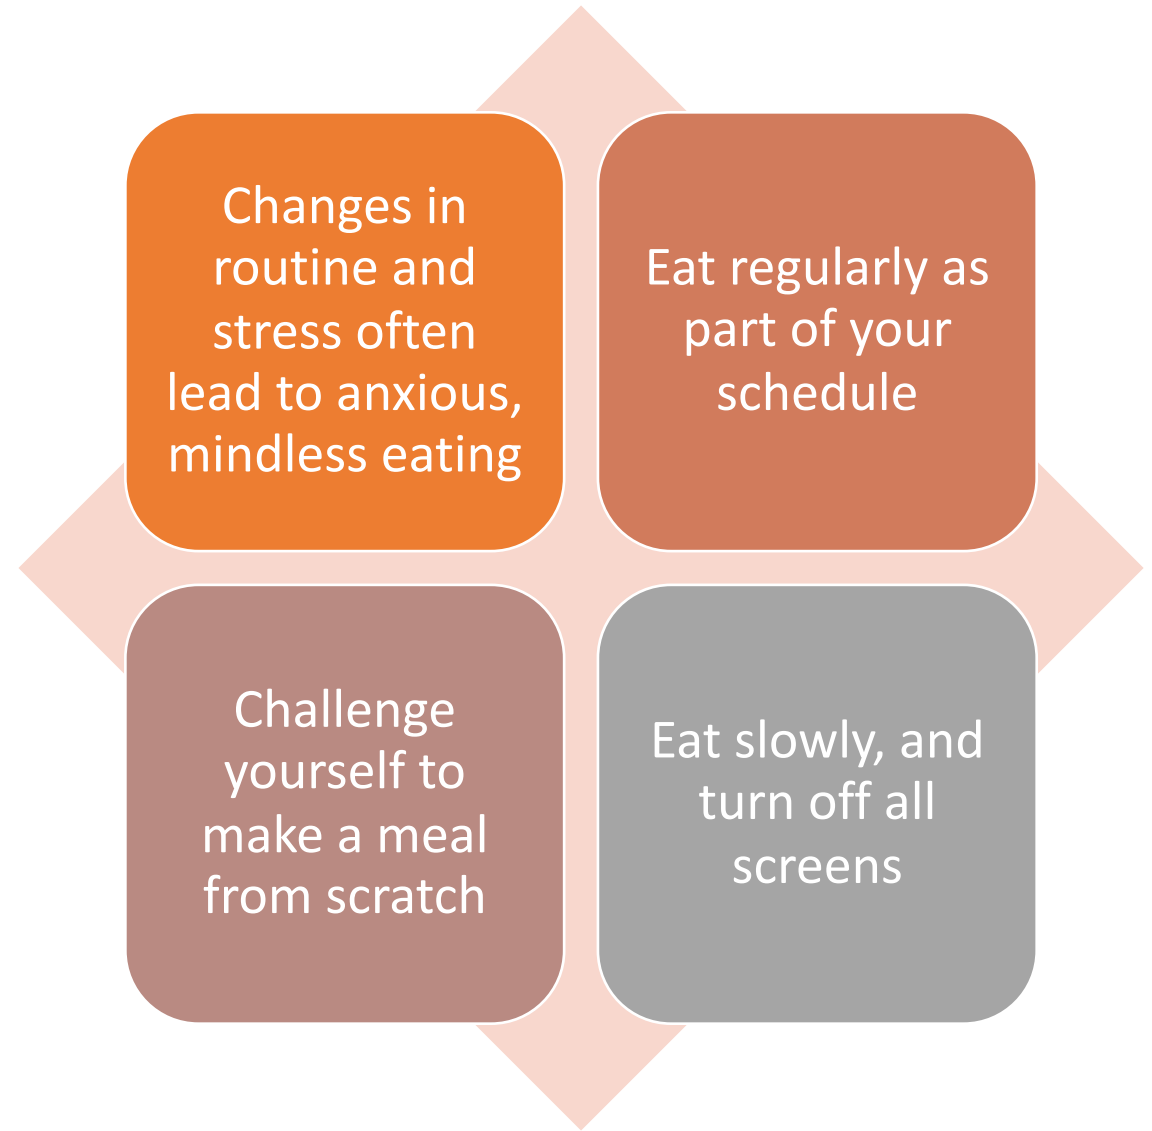 Changes in
routine and
stress often
lead to anxious,
mindless eating
Eat regularly as
part of your
schedule
Challenge
yourself to
make a meal
from scratch
Eat slowly, and
turn off all
screens